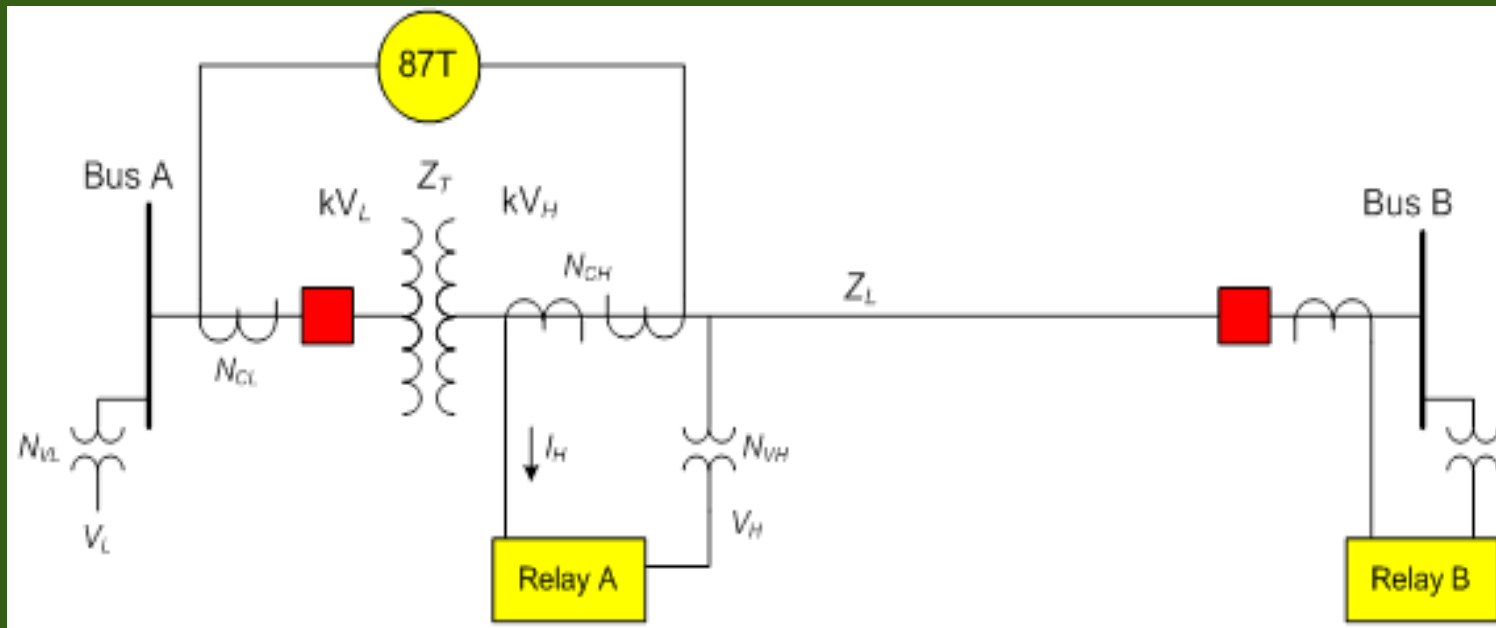 87T
Bus A
kV_L
Z_T
kV_H
Bus B
N_CL
N_CH
Z_L
N_VL
V_L
I_H
N_VH
V_H
Relay A
Relay B